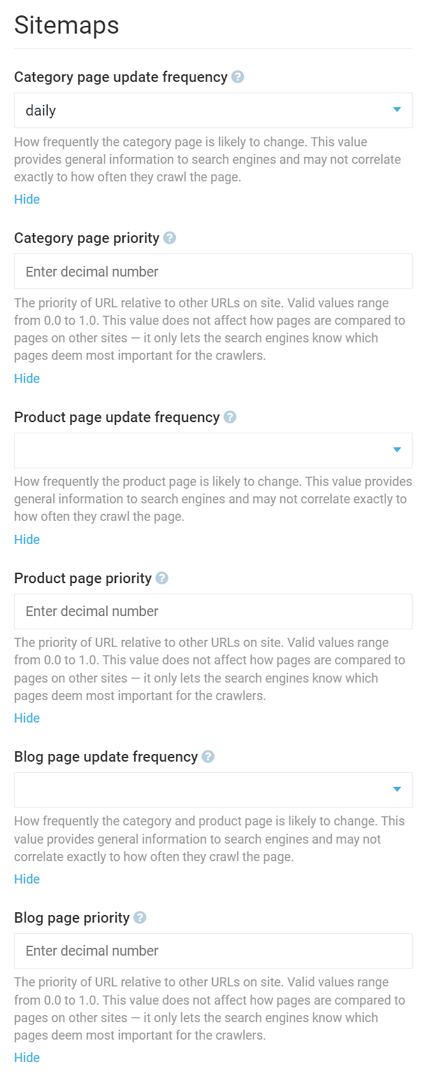 Sitemaps
Category page update frequency ?
daily
How frequently the category page is likely to change. This value
provides general information to search engines and may not correlate
exactly to how often they crawl the page.
Hide
Category page priority ?
Enter decimal number
The priority of URL relative to other URLs on site. Valid values range
from 0.0 to 1.0. This value does not affect how pages are compared to
pages on other sites — it only lets the search engines know which
pages deem most important for the crawlers.
Hide
Product page update frequency ?
How frequently the product page is likely to change. This value provides
general information to search engines and may not correlate exactly to
how often they crawl the page.
Hide
Product page priority ?
Enter decimal number
The priority of URL relative to other URLs on site. Valid values range
from 0.0 to 1.0. This value does not affect how pages are compared to
pages on other sites — it only lets the search engines know which
pages deem most important for the crawlers.
Hide
Blog page update frequency ?
How frequently the category and product page is likely to change. This
value provides general information to search engines and may not
correlate exactly to how often they crawl the page.
Hide
Blog page priority ?
Enter decimal number
The priority of URL relative to other URLs on site. Valid values range
from 0.0 to 1.0. This value does not affect how pages are compared to
pages on other sites — it only lets the search engines know which
pages deem most important for the crawlers.
Hide